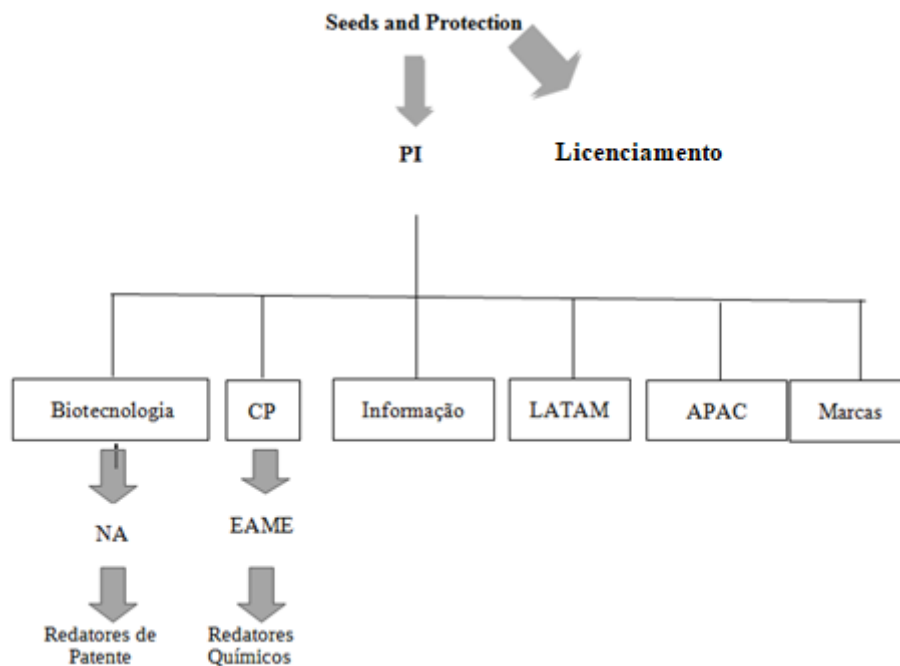 Seeds and Protection
PI
Licenciamento
Biotecnologia
CP
Informação
LATAM
APAC
Marcas
NA
EAME
Redatores de
Patente
Redatores
Químicos